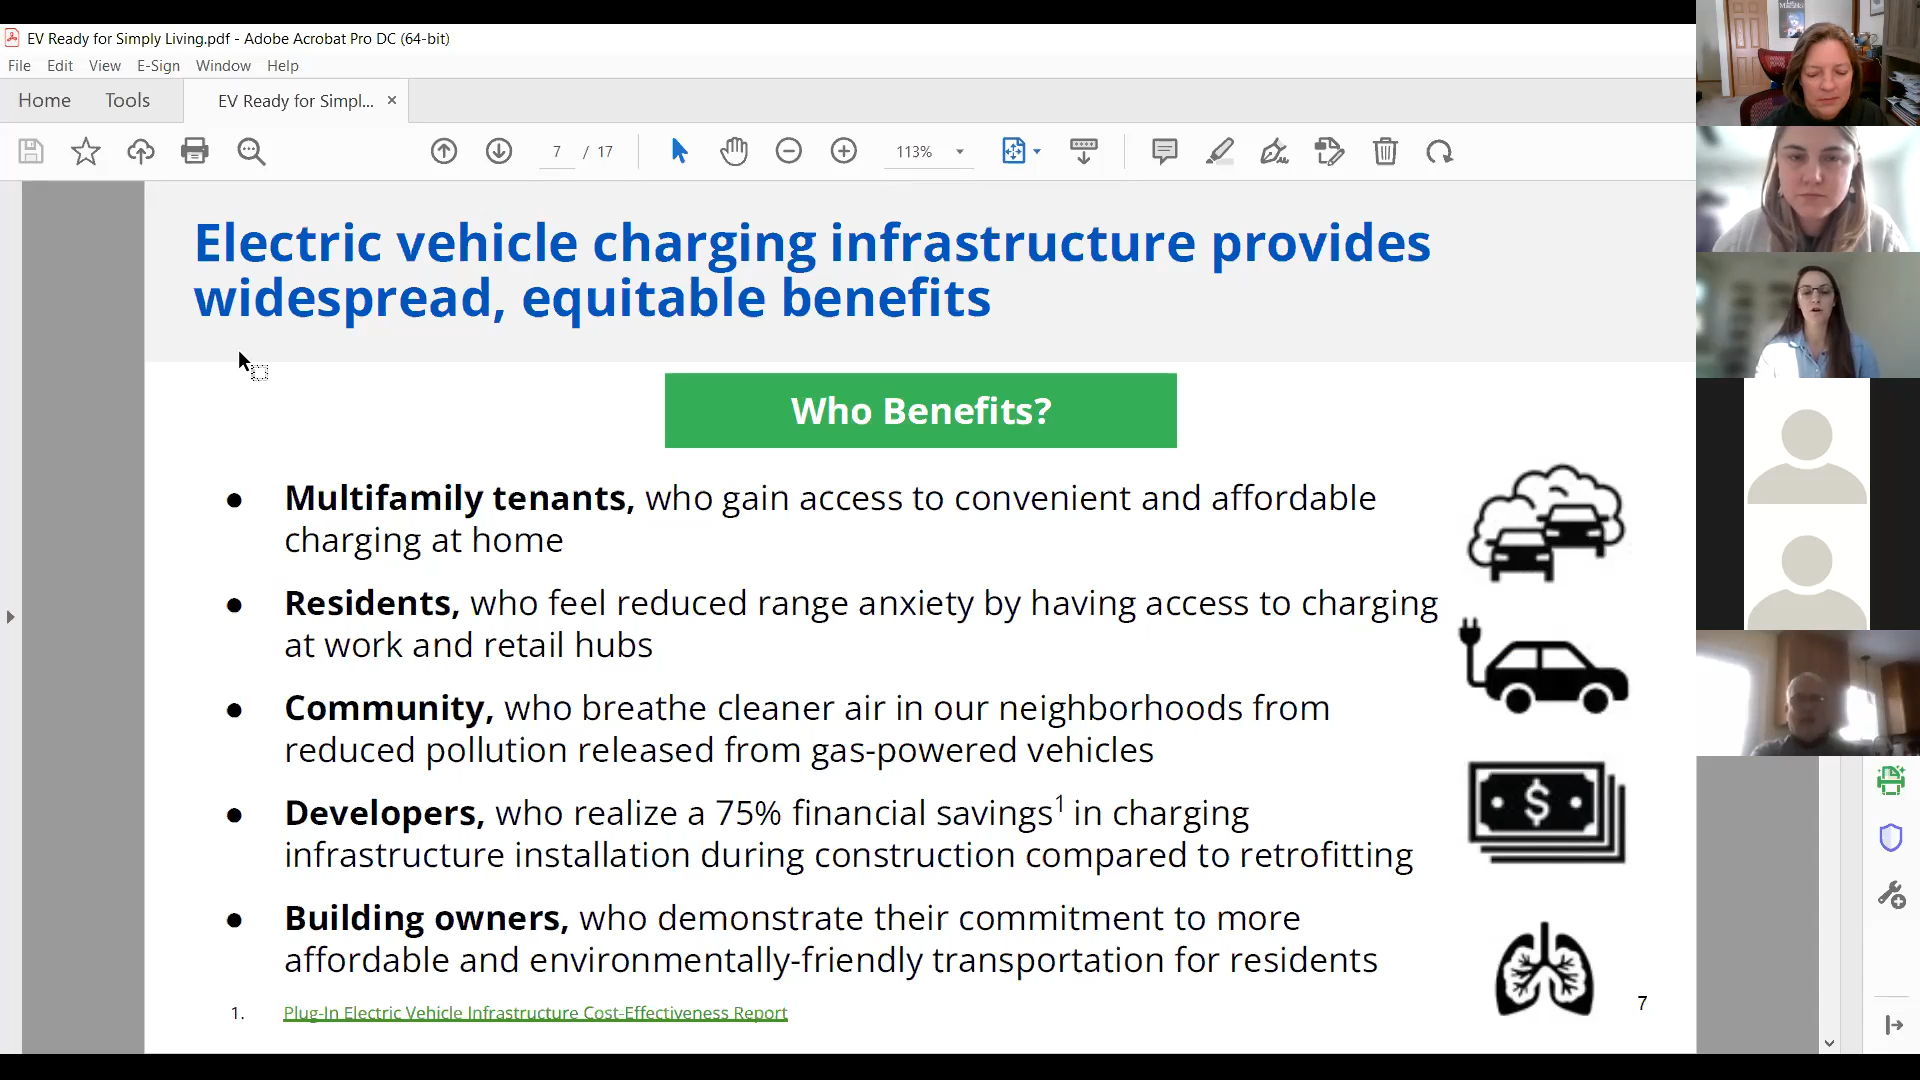 EV Ready for Simply Living.pdf - Adobe Acrobat Pro DC (64-bit)
File Edit View E-Sign Window Help
Home Tools EV Ready for Simpl... ×
7 / 17 113%
Electric vehicle charging infrastructure provides
widespread, equitable benefits
Who Benefits?
● Multifamily tenants, who gain access to convenient and affordable
charging at home
● Residents, who feel reduced range anxiety by having access to charging
at work and retail hubs
● Community, who breathe cleaner air in our neighborhoods from
reduced pollution released from gas-powered vehicles
● Developers, who realize a 75% financial savings¹ in charging
infrastructure installation during construction compared to retrofitting
● Building owners, who demonstrate their commitment to more
affordable and environmentally-friendly transportation for residents
1. Plug-In Electric Vehicle Infrastructure Cost-Effectiveness Report
7